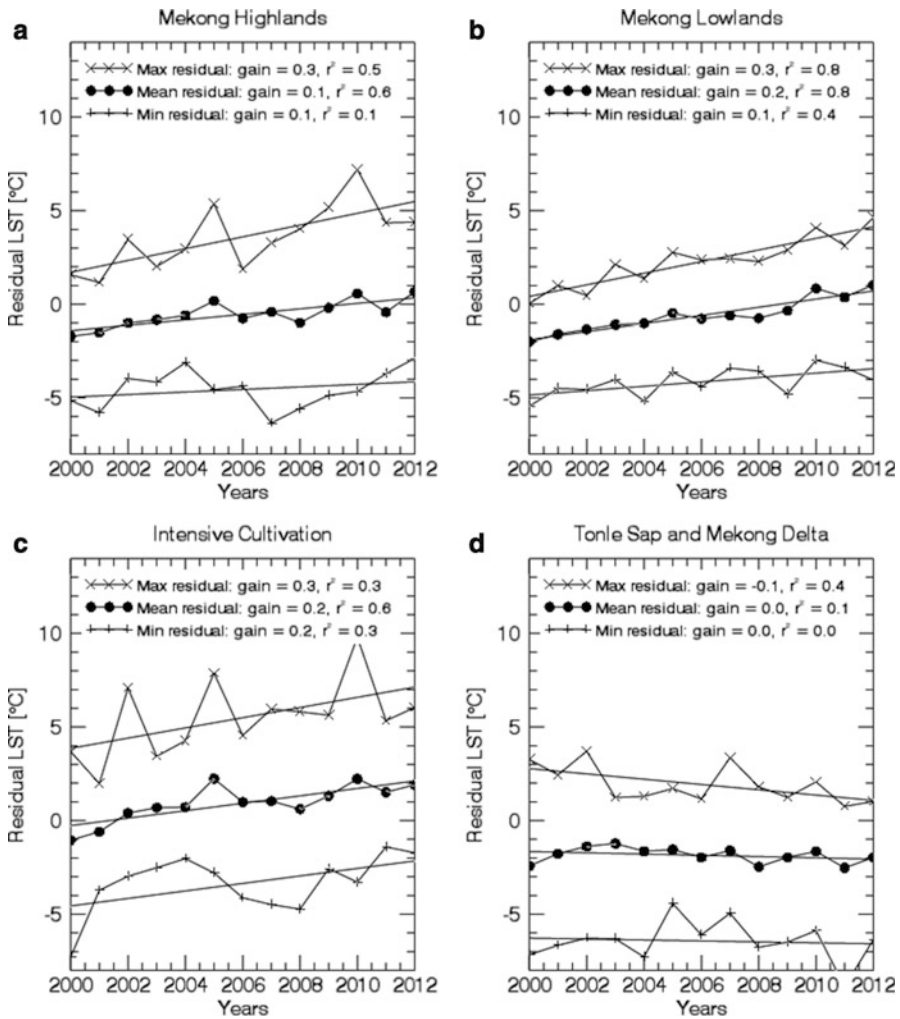 a
Mekong Highlands
Max residual: gain = 0.3, r² = 0.5
Mean residual: gain = 0.1, r² = 0.6
Min residual: gain = 0.1, r² = 0.1
Residual LST [°C]
10
5
0
-5
2000 2002 2004 2006 2008 2010 2012
Years
b
Mekong Lowlands
Max residual: gain = 0.3, r² = 0.8
Mean residual: gain = 0.2, r² = 0.8
Min residual: gain = 0.1, r² = 0.4
Residual LST [°C]
10
5
0
-5
2000 2002 2004 2006 2008 2010 2012
Years
c
Intensive Cultivation
Max residual: gain = 0.3, r² = 0.3
Mean residual: gain = 0.2, r² = 0.6
Min residual: gain = 0.2, r² = 0.3
Residual LST [°C]
10
5
0
-5
2000 2002 2004 2006 2008 2010 2012
Years
d
Tonle Sap and Mekong Delta
Max residual: gain = -0.1, r² = 0.4
Mean residual: gain = 0.0, r² = 0.1
Min residual: gain = 0.0, r² = 0.0
Residual LST [°C]
10
5
0
-5
2000 2002 2004 2006 2008 2010 2012
Years